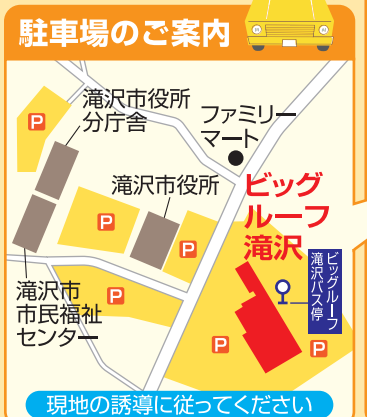 駐車場のご案内
滝沢市役所
分庁舎
ファミリー
マート
滝沢市役所
ビッグ
ルーフ
滝沢
ビッグルーフ
滝沢バス停
滝沢市
市民福祉
センター
P
P
P
P
P
P
現地の誘導に従ってください